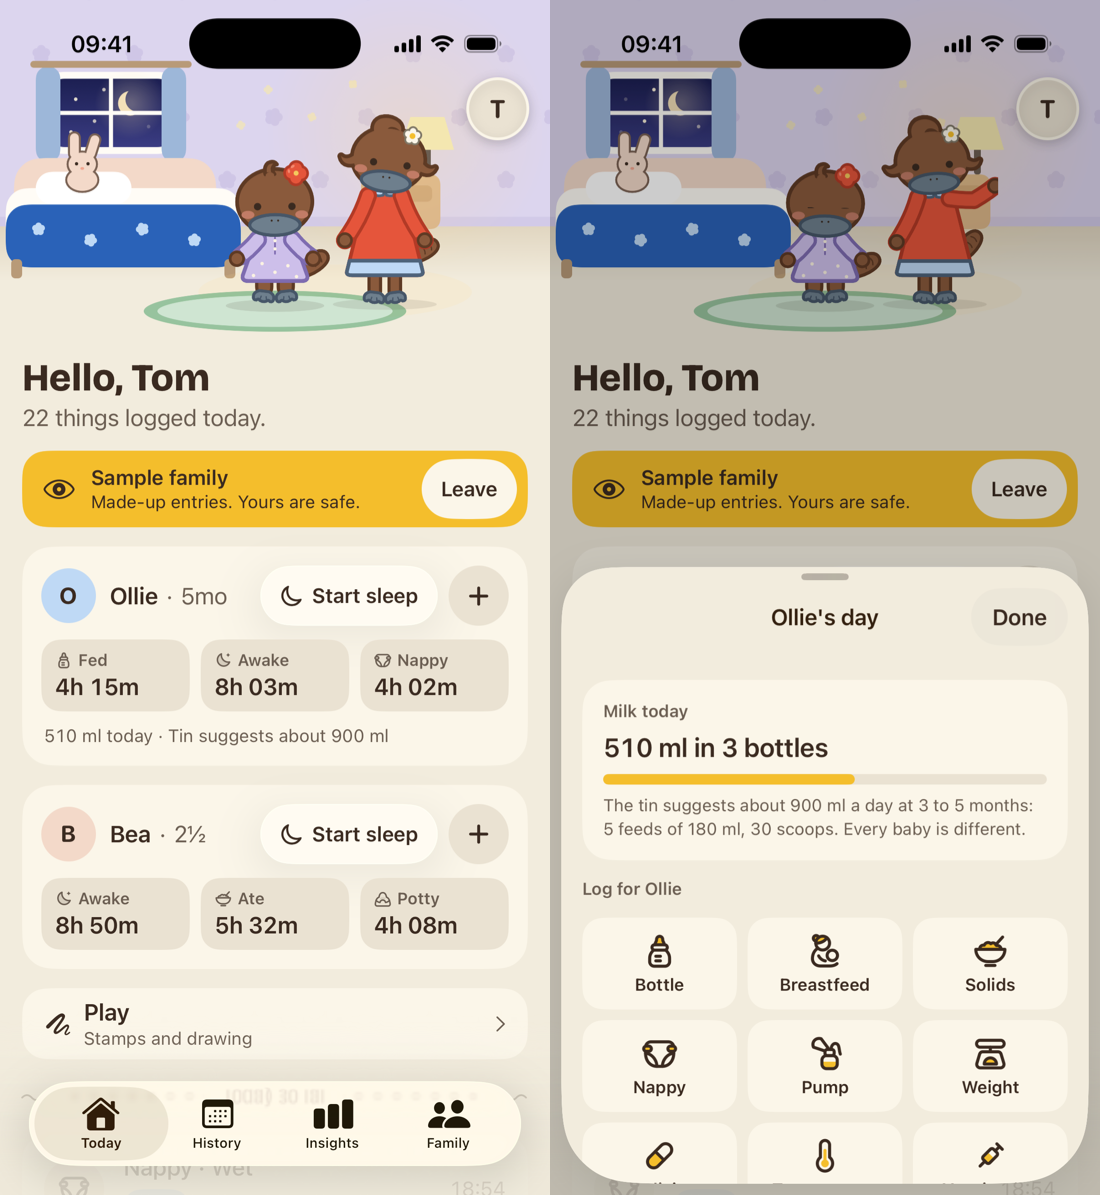 09:41
T
Hello, Tom
22 things logged today.
Sample family
Made-up entries. Yours are safe.
Leave
O
Ollie · 5mo
Start sleep
Fed
4h 15m
Awake
8h 03m
Nappy
4h 02m
510 ml today · Tin suggests about 900 ml
B
Bea · 2½
Start sleep
Awake
8h 50m
Ate
5h 32m
Potty
4h 08m
Play
Stamps and drawing
Today
History
Insights
Family
Nappy · Wet
18:54
09:41
T
Hello, Tom
22 things logged today.
Sample family
Made-up entries. Yours are safe.
Leave
Ollie's day
Done
Milk today
510 ml in 3 bottles
The tin suggests about 900 ml a day at 3 to 5 months:
5 feeds of 180 ml, 30 scoops. Every baby is different.
Log for Ollie
Bottle
Breastfeed
Solids
Nappy
Pump
Weight
18:54